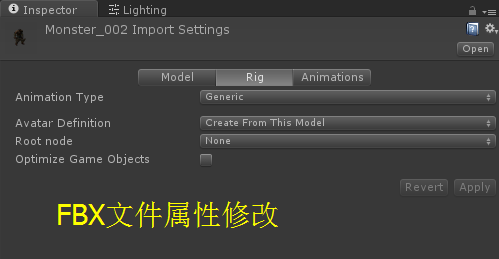 Inspector Lighting
Monster_002 Import Settings
Open
Model Rig Animations
Animation Type Generic
Avatar Definition Create From This Model
Root node None
Optimize Game Objects
Revert Apply
FBX文件属性修改